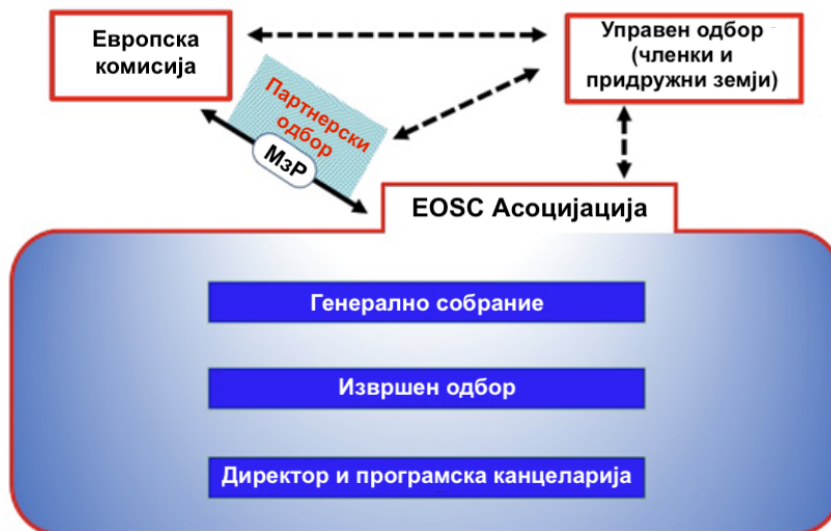 Европска
комисија
Управен одбор
(членки и
придружни земји)
Партнерски
одбор
МзР
EOSC Асоцијација
Генерално собрание
Извршен одбор
Директор и програмска канцеларија